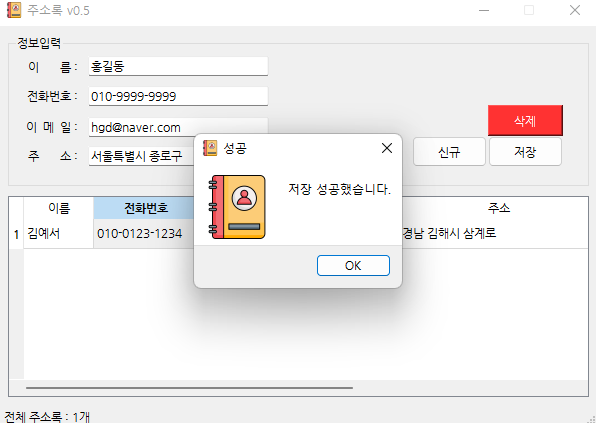 주소록 v0.5
정보입력
이 름 : 홍길동
전화번호 : 010-9999-9999
이 메 일 : hgd@naver.com
주 소 : 서울특별시 종로구
삭제
신규 저장
성공
저장 성공했습니다.
OK
이름 전화번호 주소
1 김예서 010-0123-1234 경남 김해시 삼계로
전체 주소록 : 1개